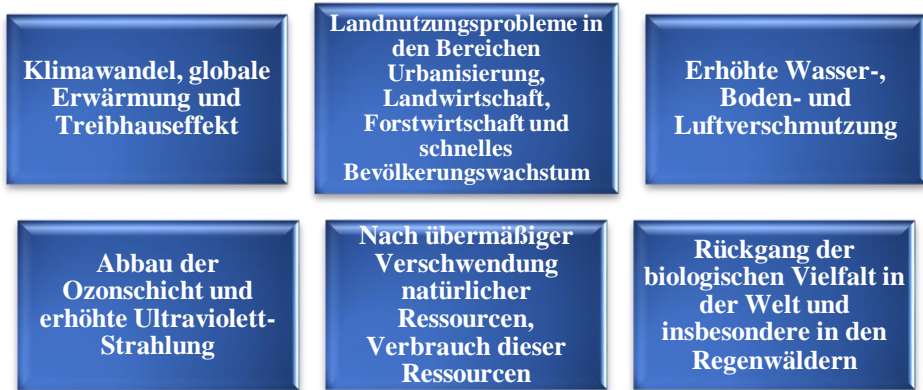 Klimawandel, globale
Erwärmung und
Treibhauseffekt
Landnutzungsprobleme in
den Bereichen
Urbanisierung,
Landwirtschaft,
Forstwirtschaft und
schnelles
Bevölkerungswachstum
Erhöhte Wasser-,
Boden- und
Luftverschmutzung
Abbau der
Ozonschicht und
erhöhte Ultraviolett-
Strahlung
Nach übermäßiger
Verschwendung
natürlicher
Ressourcen,
Verbrauch dieser
Ressourcen
Rückgang der
biologischen Vielfalt in
der Welt und
insbesondere in den
Regenwäldern